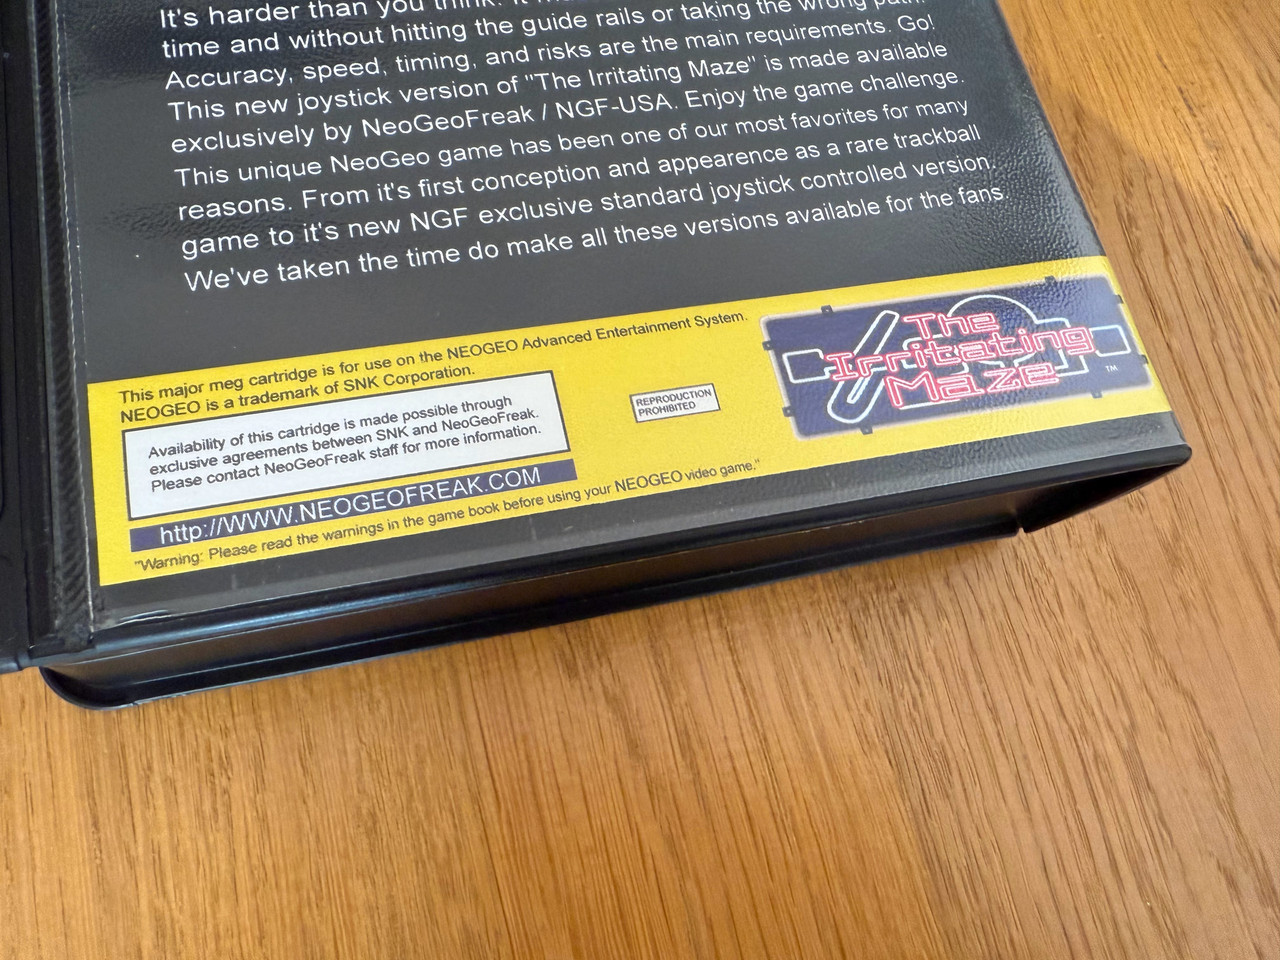 It's harder than you think. It
time and without hitting the guide rails or taking the wrong path.
Accuracy, speed, timing, and risks are the main requirements. Go!
This new joystick version of "The Irritating Maze" is made available
exclusively by NeoGeoFreak / NGF-USA. Enjoy the game challenge.
This unique NeoGeo game has been one of our most favorites for many
reasons. From it's first conception and appearence as a rare trackball
game to it's new NGF exclusive standard joystick controlled version.
We've taken the time do make all these versions available for the fans.
This major meg cartridge is for use on the NEOGEO Advanced Entertainment System.
NEOGEO is a trademark of SNK Corporation.
Availability of this cartridge is made possible through
exclusive agreements between SNK and NeoGeoFreak.
Please contact NeoGeoFreak staff for more information.
http://WWW.NEOGEOFREAK.COM
"Warning: Please read the warnings in the game book before using your NEOGEO video game."
REPRODUCTION
PROHIBITED
The
Irritating
Maze
TM